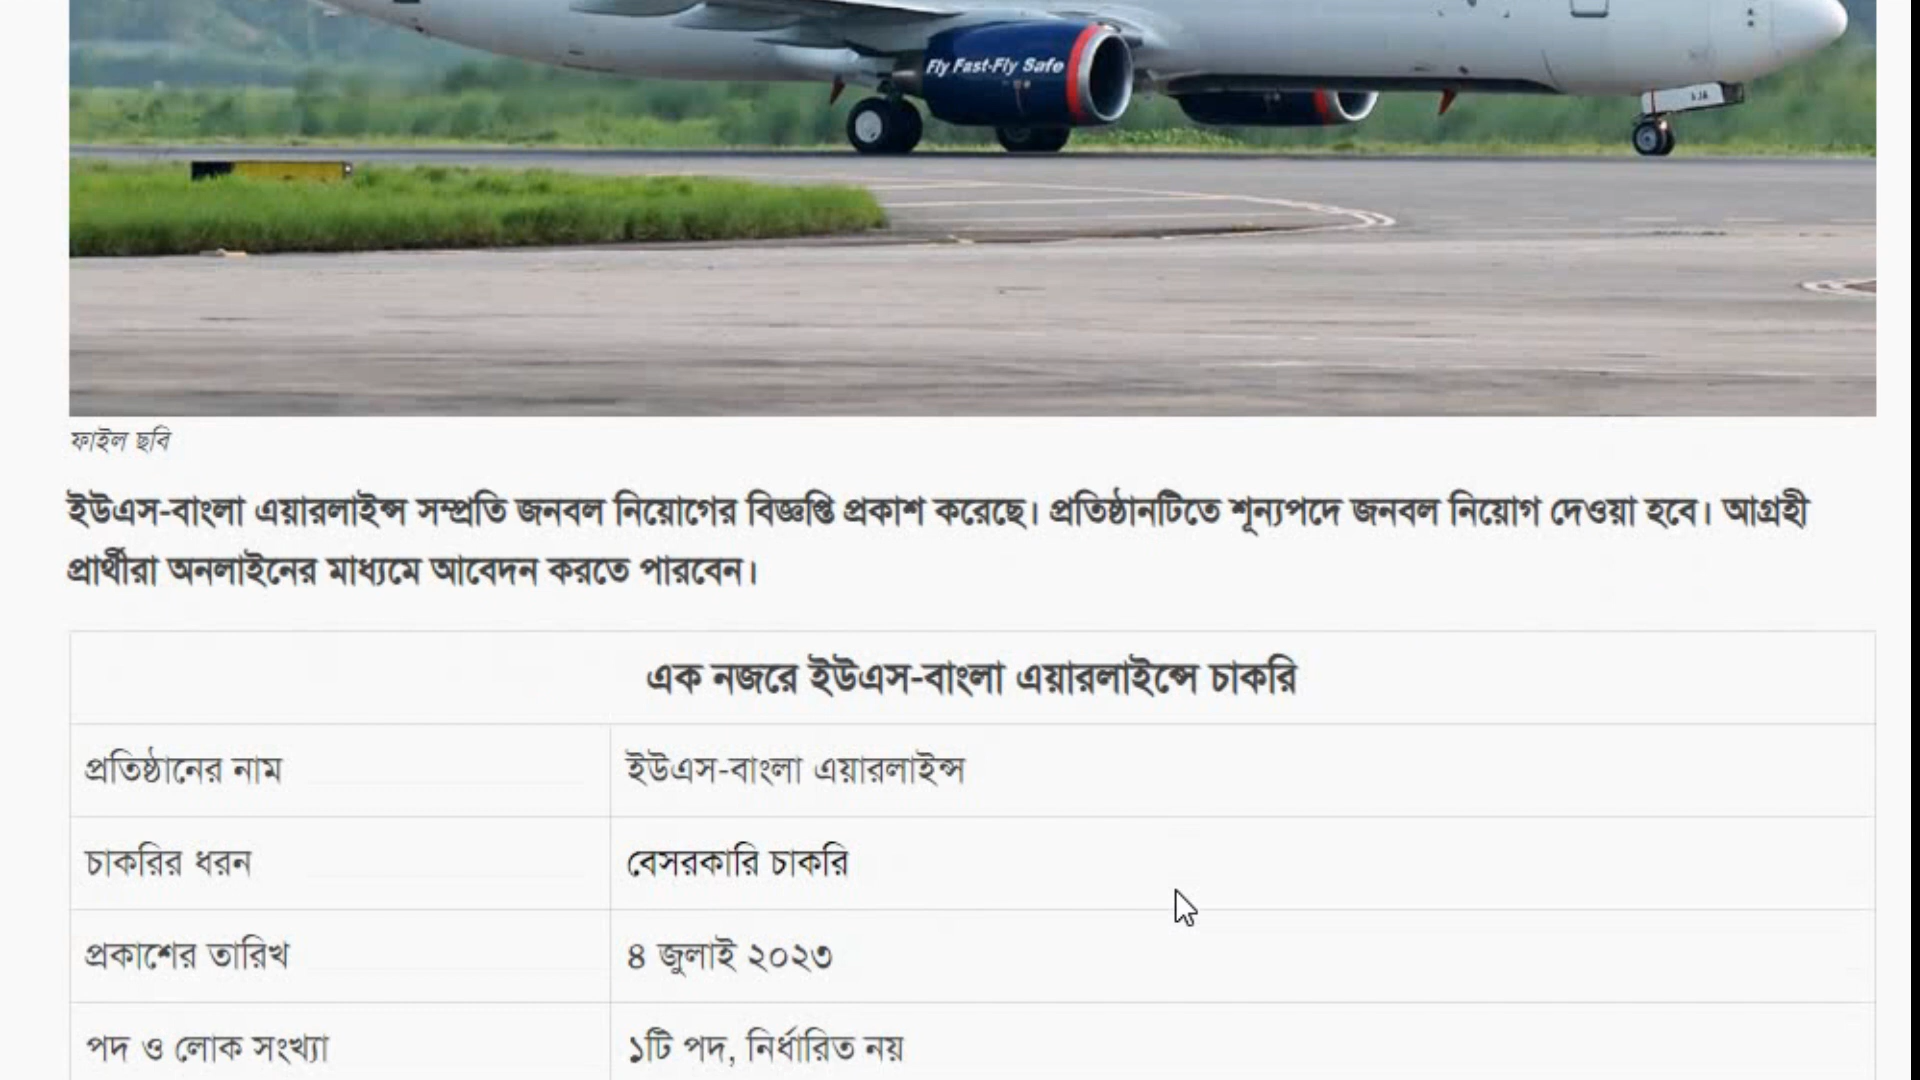 Fly Fast-Fly Safe
ফাইল ছবি
ইউএস-বাংলা এয়ারলাইন্স সম্প্রতি জনবল নিয়োগের বিজ্ঞপ্তি প্রকাশ করেছে। প্রতিষ্ঠানটিতে শূন্যপদে জনবল নিয়োগ দেওয়া হবে। আগ্রহী
প্রার্থীরা অনলাইনের মাধ্যমে আবেদন করতে পারবেন।
এক নজরে ইউএস-বাংলা এয়ারলাইন্সে চাকরি
প্রতিষ্ঠানের নাম ইউএস-বাংলা এয়ারলাইন্স
চাকরির ধরন বেসরকারি চাকরি
প্রকাশের তারিখ ৪ জুলাই ২০২৩
পদ ও লোক সংখ্যা ১টি পদ, নির্ধারিত নয়